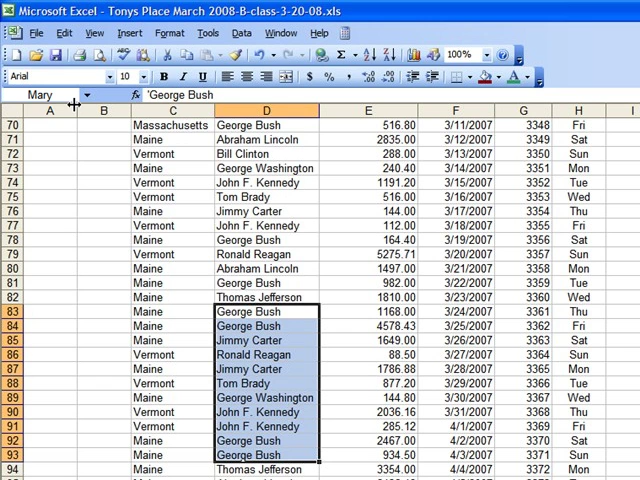 Microsoft Excel - Tonys Place March 2008-B-class-3-20-08.xls
File Edit View Insert Format Tools Data Window Help
100%
Arial 10 B I U $ %
Mary fx 'George Bush
A B C D E F G H I
70 Massachusetts George Bush 516.80 3/11/2007 3348 Fri
71 Maine Abraham Lincoln 2835.00 3/12/2007 3349 Sat
72 Vermont Bill Clinton 288.00 3/13/2007 3350 Sun
73 Maine George Washington 240.40 3/14/2007 3351 Mon
74 Vermont John F. Kennedy 1191.20 3/15/2007 3352 Tue
75 Vermont Tom Brady 516.00 3/16/2007 3353 Wed
76 Maine Jimmy Carter 144.00 3/17/2007 3354 Thu
77 Vermont John F. Kennedy 112.00 3/18/2007 3355 Fri
78 Maine George Bush 164.40 3/19/2007 3356 Sat
79 Vermont Ronald Reagan 5275.71 3/20/2007 3357 Sun
80 Maine Abraham Lincoln 1497.00 3/21/2007 3358 Mon
81 Maine George Bush 982.00 3/22/2007 3359 Tue
82 Maine Thomas Jefferson 1810.00 3/23/2007 3360 Wed
83 Maine George Bush 1168.00 3/24/2007 3361 Thu
84 Maine George Bush 4578.43 3/25/2007 3362 Fri
85 Maine Jimmy Carter 1649.00 3/26/2007 3363 Sat
86 Vermont Ronald Reagan 88.50 3/27/2007 3364 Sun
87 Maine Jimmy Carter 1786.88 3/28/2007 3365 Mon
88 Vermont Tom Brady 877.20 3/29/2007 3366 Tue
89 Maine George Washington 144.80 3/30/2007 3367 Wed
90 Vermont John F. Kennedy 2036.16 3/31/2007 3368 Thu
91 Vermont John F. Kennedy 285.12 4/1/2007 3369 Fri
92 Maine George Bush 2467.00 4/2/2007 3370 Sat
93 Maine George Bush 934.50 4/3/2007 3371 Sun
94 Maine Thomas Jefferson 3354.00 4/4/2007 3372 Mon